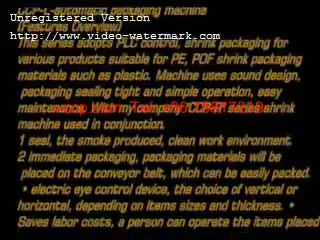 CCP-L-automatic packaging machine
Unregistered Version
(Features Overview)
http://www.video-watermark.com
This series adopts PLC control, shrink packaging for
various products suitable for PE, POF shrink packaging
materials such as plastic. Machine uses sound design,
packaging sealing tight and simple operation, easy
maintenance. With my company series shrink
machine used in conjunction.
1 seal, the smoke produced, clean work environment.
2 immediate packaging, packaging materials will be
placed on the conveyor belt, which can be easily packed.
• electric eye control device, the choice of vertical or
horizontal, depending on items sizes and thickness. •
Saves labor costs, a person can operate the items placed